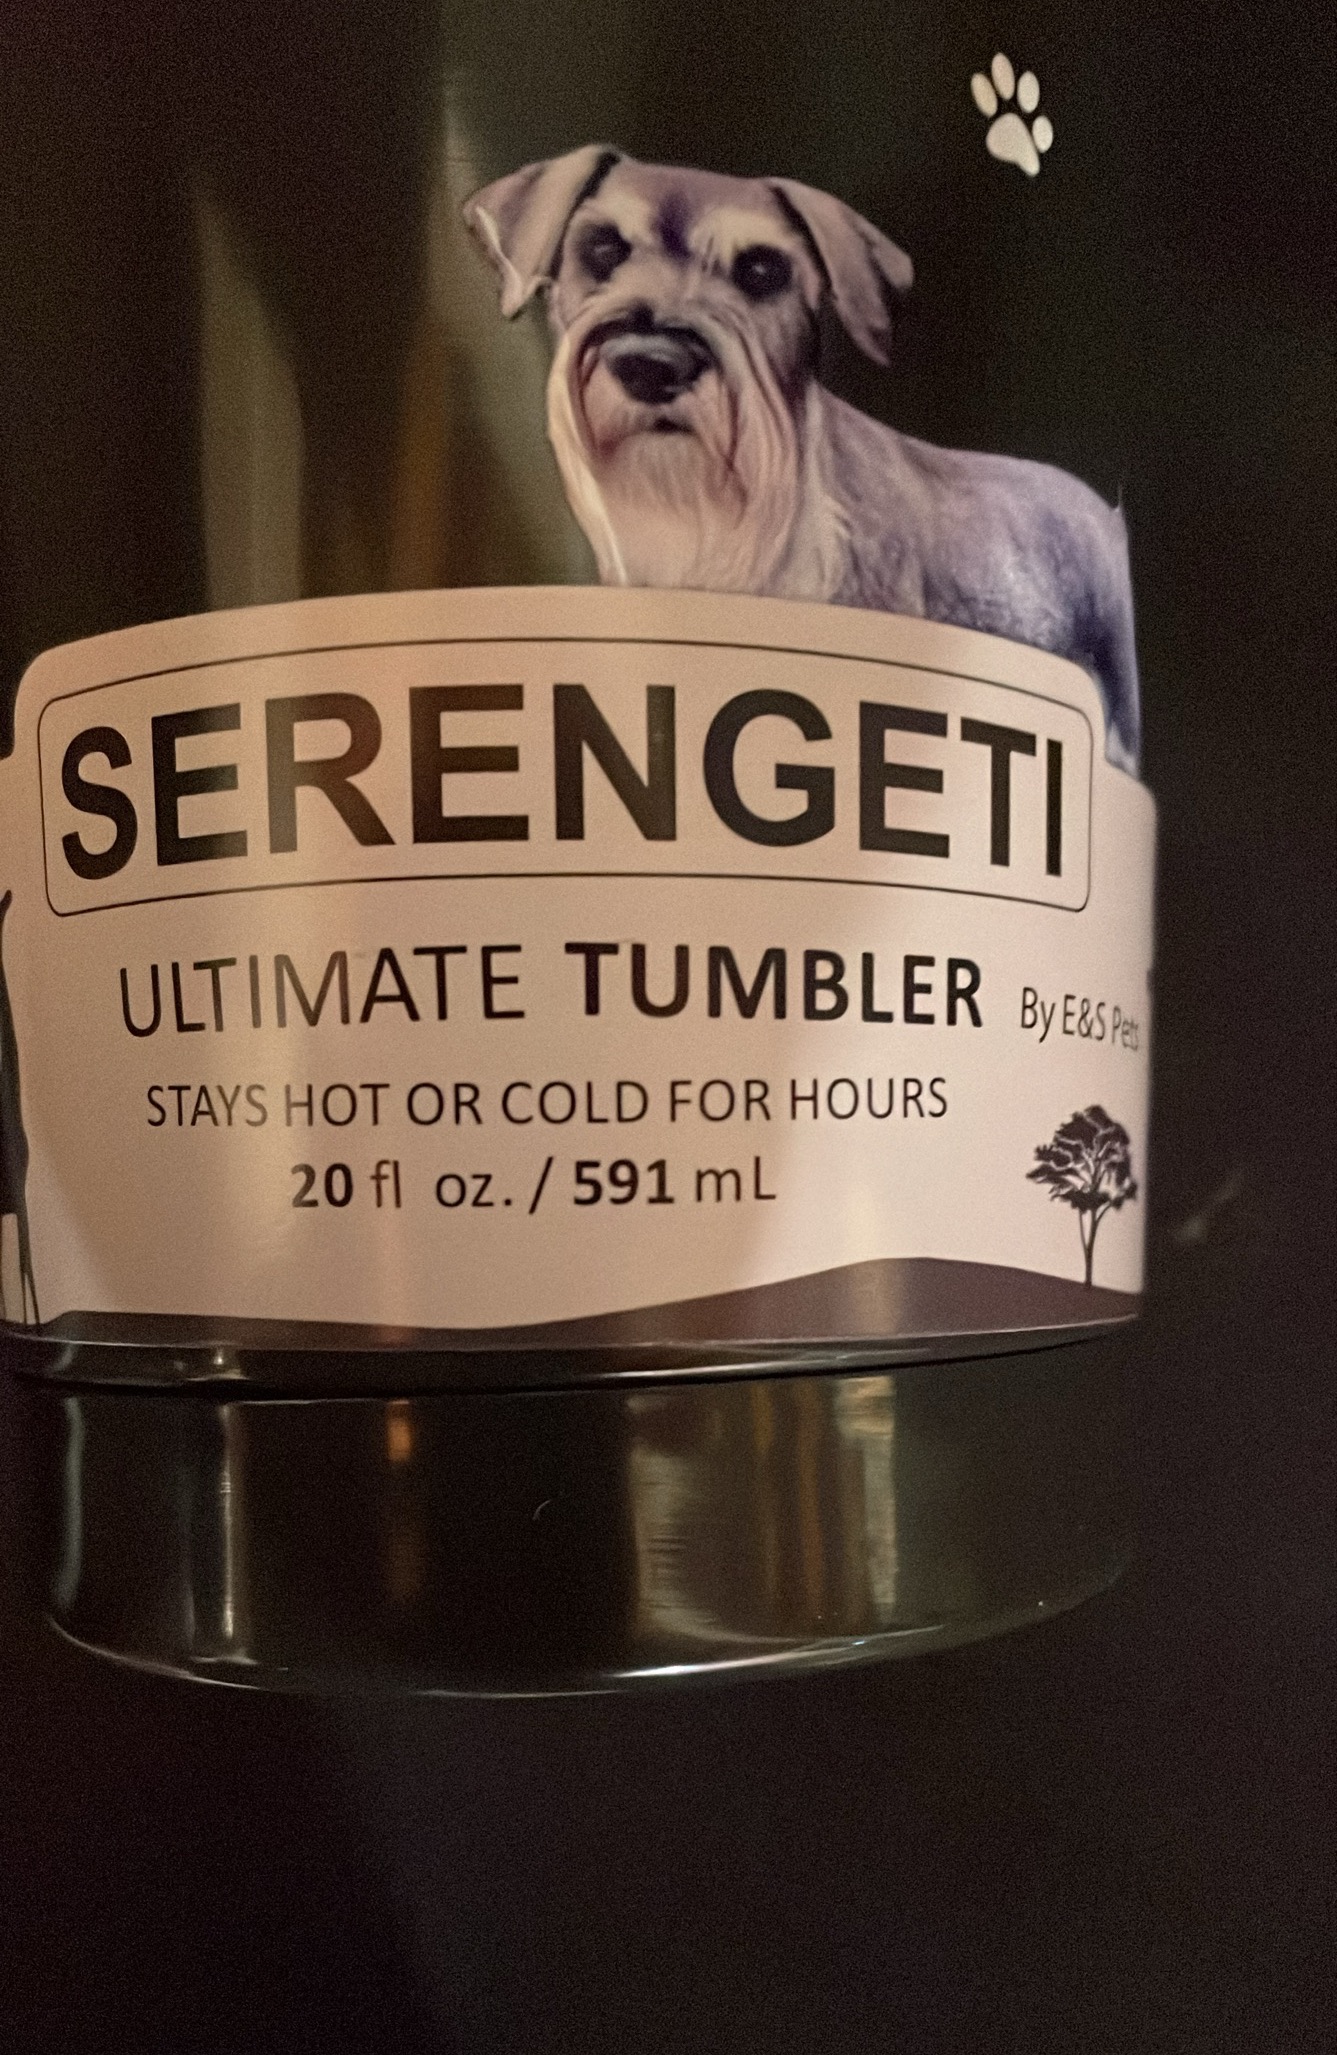 SERENGETI
ULTIMATE TUMBLER By E&S Pets
STAYS HOT OR COLD FOR HOURS
20 fl oz. / 591 mL